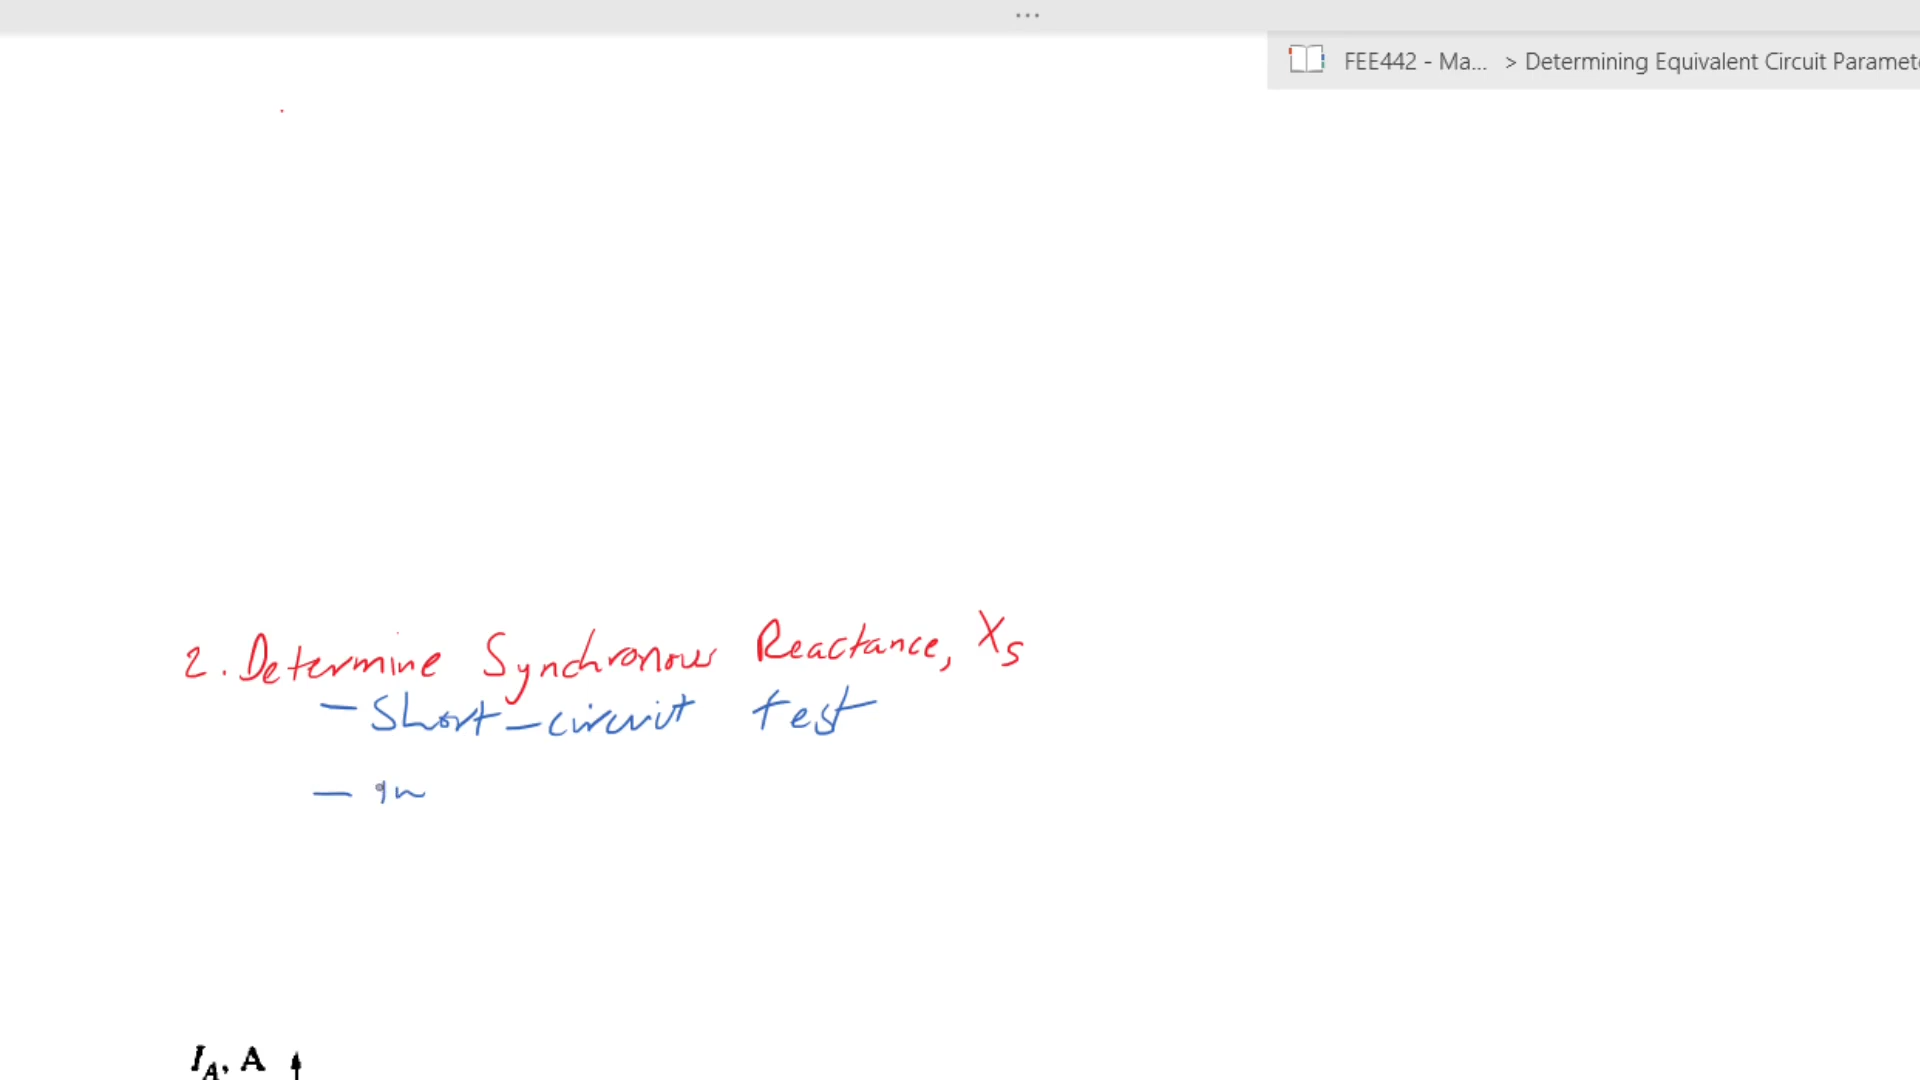 ...
FEE442 - Ma... > Determining Equivalent Circuit Paramet
2. Determine Synchronous Reactance, Xs
- Short-circuit test
-
I_A, A